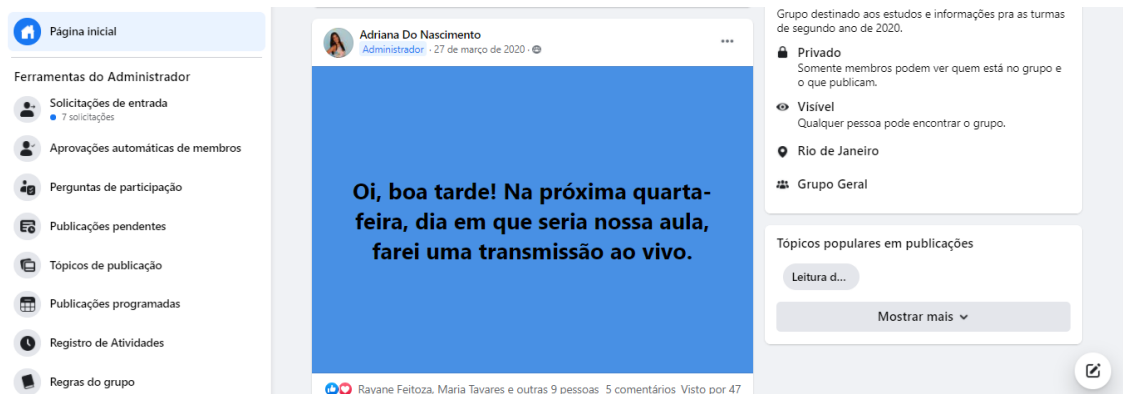 Página inicial
Ferramentas do Administrador
Solicitações de entrada
7 solicitações
Aprovações automáticas de membros
Perguntas de participação
Publicações pendentes
Tópicos de publicação
Publicações programadas
Registro de Atividades
Regras do grupo
Adriana Do Nascimento
Administrador · 27 de março de 2020 ·
Oi, boa tarde! Na próxima quarta-
feira, dia em que seria nossa aula,
farei uma transmissão ao vivo.
Rayane Feitoza, Maria Tavares e outras 9 pessoas 5 comentários Visto por 47
Grupo destinado aos estudos e informações pra as turmas
de segundo ano de 2020.
Privado
Somente membros podem ver quem está no grupo e
o que publicam.
Visível
Qualquer pessoa pode encontrar o grupo.
Rio de Janeiro
Grupo Geral
Tópicos populares em publicações
Leitura d...
Mostrar mais